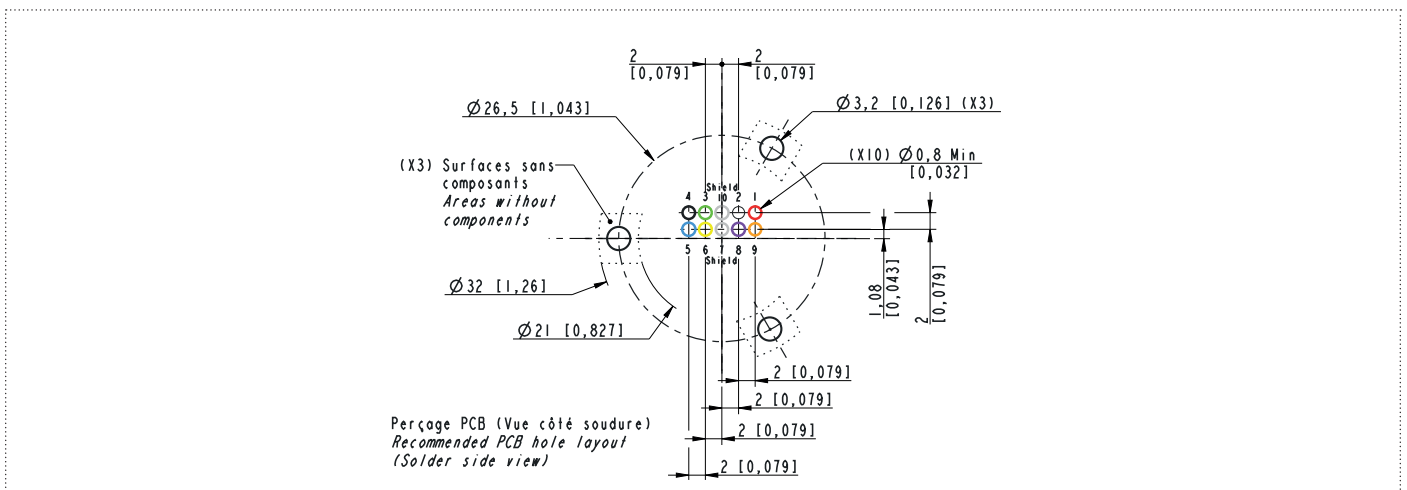 2 2
[0,079] [0,079]
Ø26,5 [1,043]
Ø3,2 [0,126] (X3)
(X3) Surfaces sans
composants
Areas without
components
(X10) Ø0,8 Min
[0,032]
Shield
4 3 10 2 1
5 6 7 8 9
Shield
Ø32 [1,26]
1,08
[0,043]
2
[0,079]
Ø21 [0,827]
2 [0,079]
2 [0,079]
2 [0,079]
2 [0,079]
Perçage PCB (Vue côté soudure)
Recommended PCB hole layout
(Solder side view)